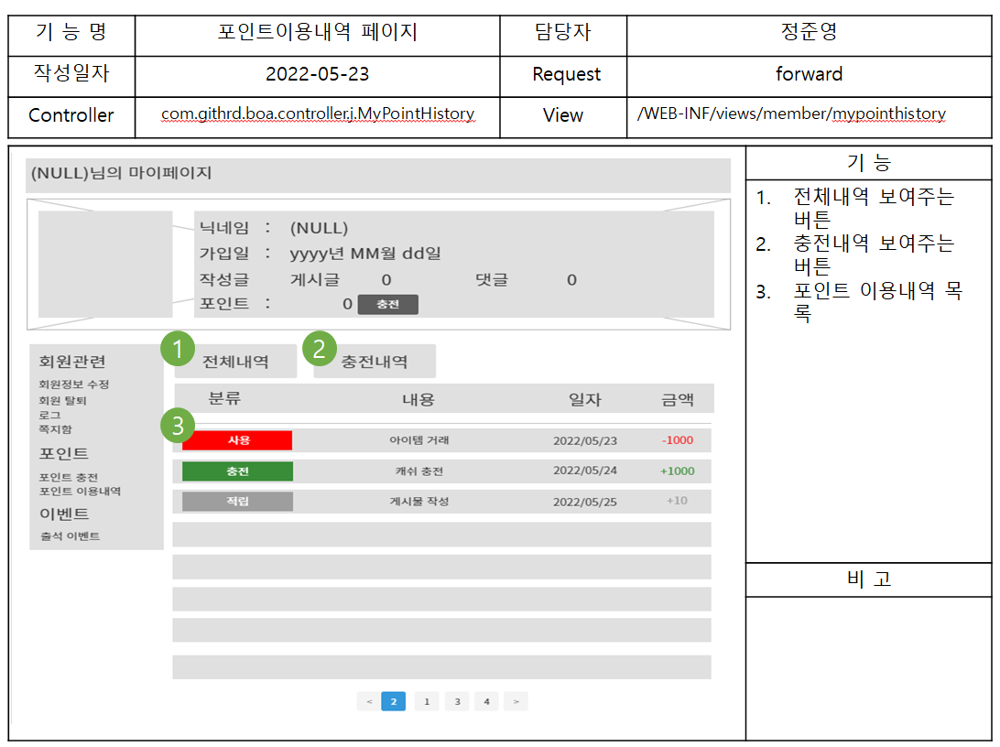 기 능 명 포인트이용내역 페이지 담당자 정준영
작성일자 2022-05-23 Request forward
Controller com.githrd.boa.controller.j.MyPointHistory View /WEB-INF/views/member/mypointhistory
(NULL)님의 마이페이지
닉네임 : (NULL)
가입일 : yyyy년 MM월 dd일
작성글 게시글 0 댓글 0
포인트 : 0 충전
회원관련
회원정보 수정
회원 탈퇴
로그
쪽지함
포인트
포인트 충전
포인트 이용내역
이벤트
출석 이벤트
1 전체내역 2 충전내역
분류 내용 일자 금액
3
사용 아이템 거래 2022/05/23 -1000
충전 캐쉬 충전 2022/05/24 +1000
적립 게시물 작성 2022/05/25 +10
< 2 1 3 4 >
기 능
1. 전체내역 보여주는
버튼
2. 충전내역 보여주는
버튼
3. 포인트 이용내역 목
록
비 고